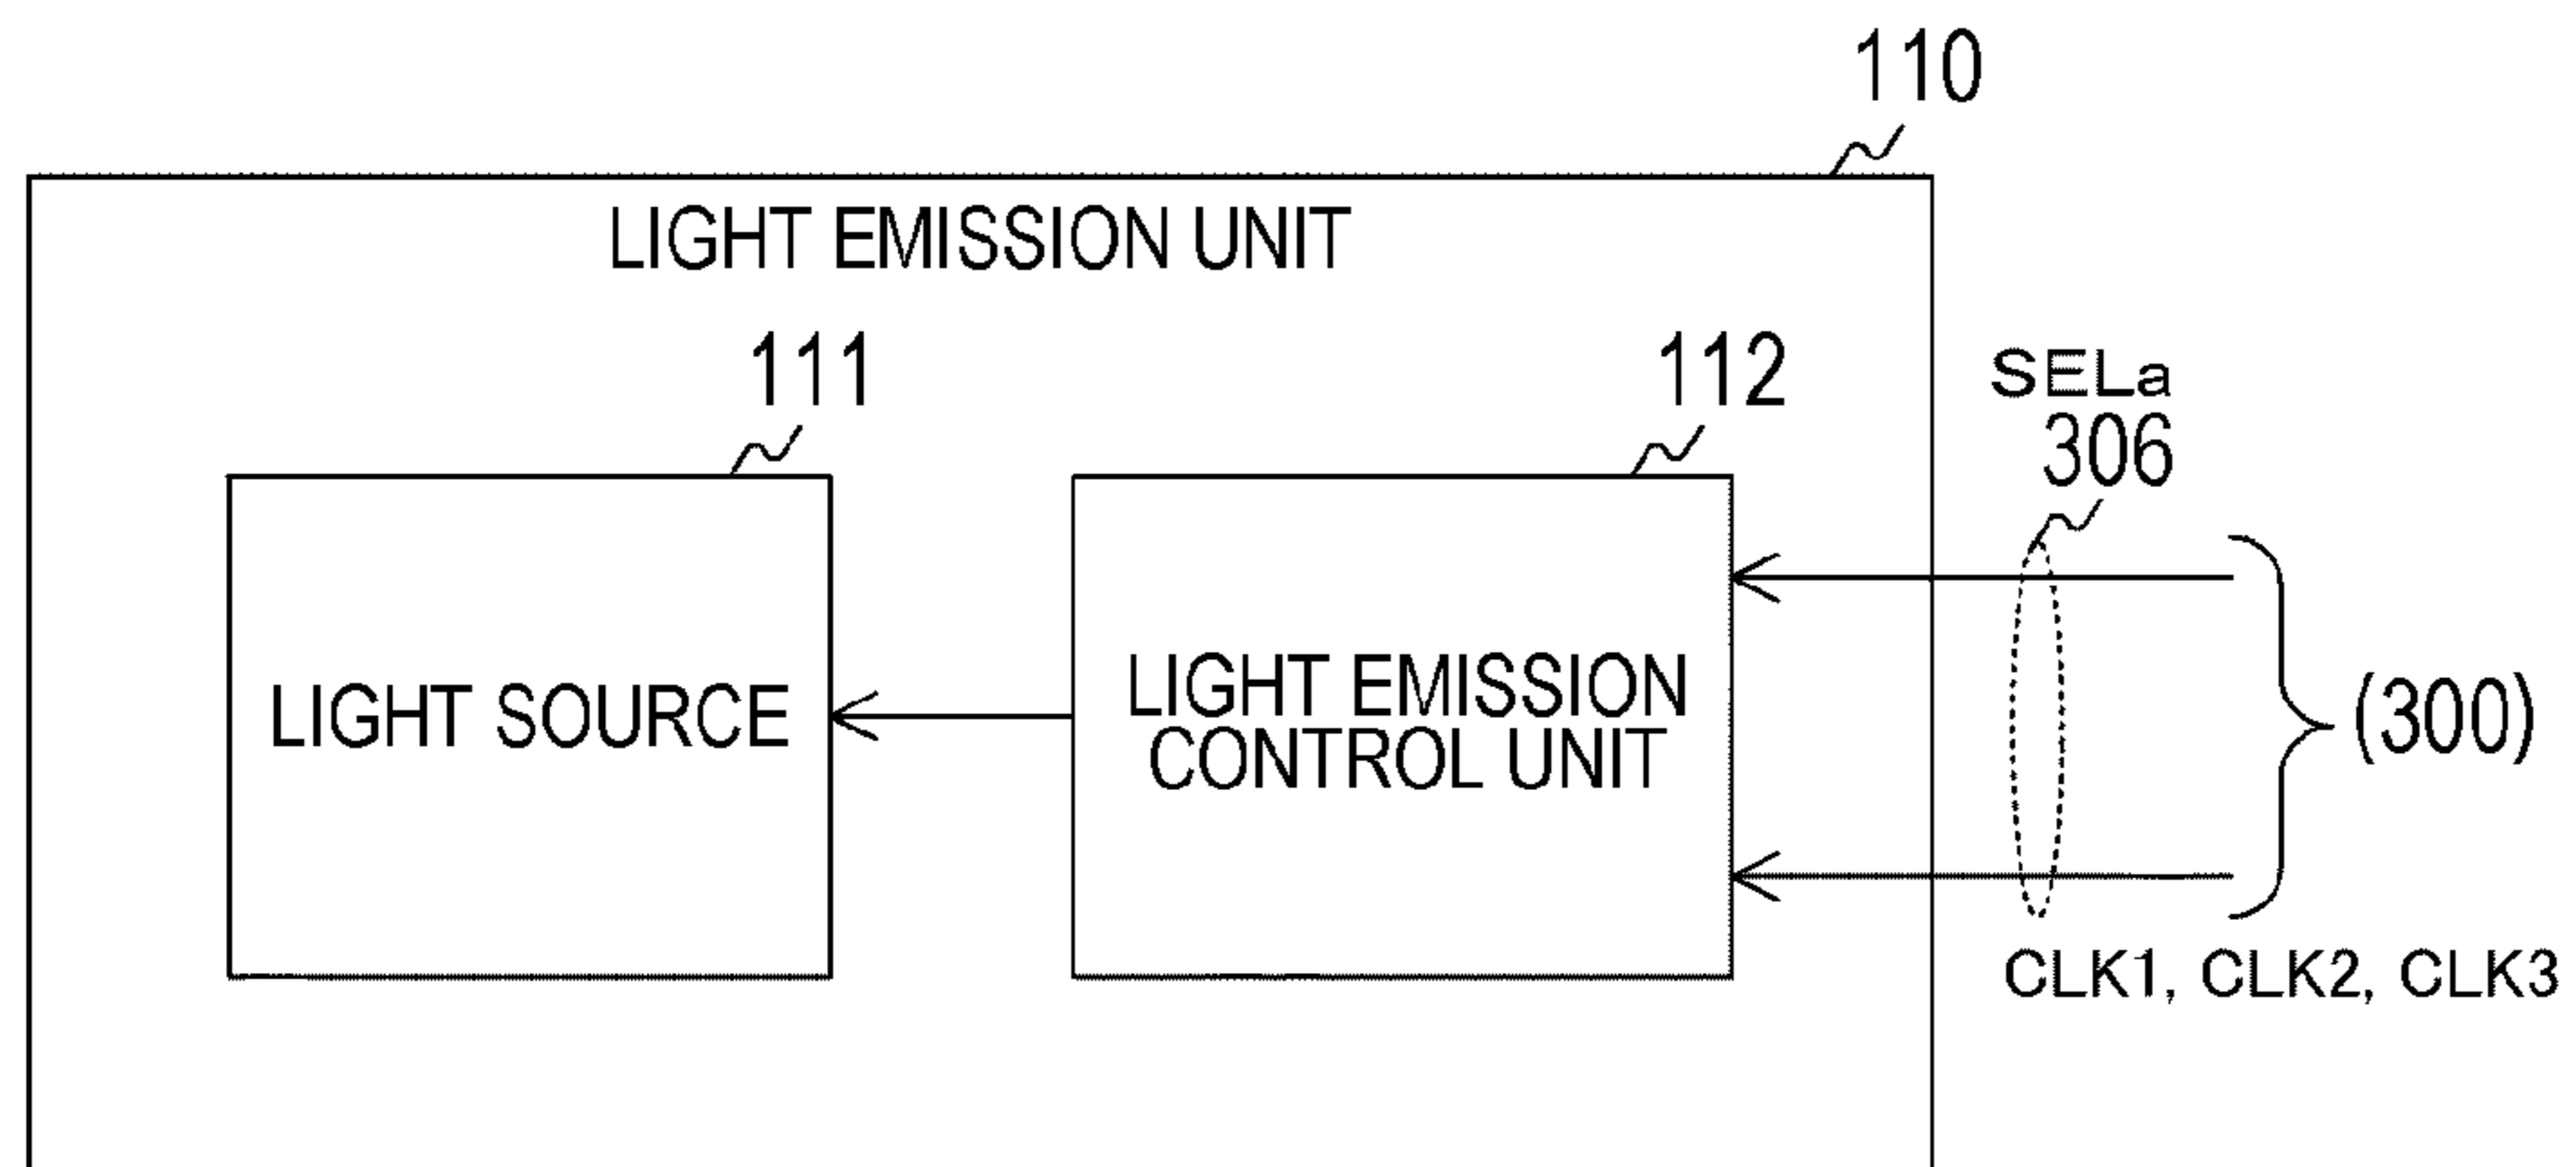 110
LIGHT EMISSION UNIT
111
112
SELa
306
LIGHT SOURCE
LIGHT EMISSION
CONTROL UNIT
(300)
CLK1, CLK2, CLK3